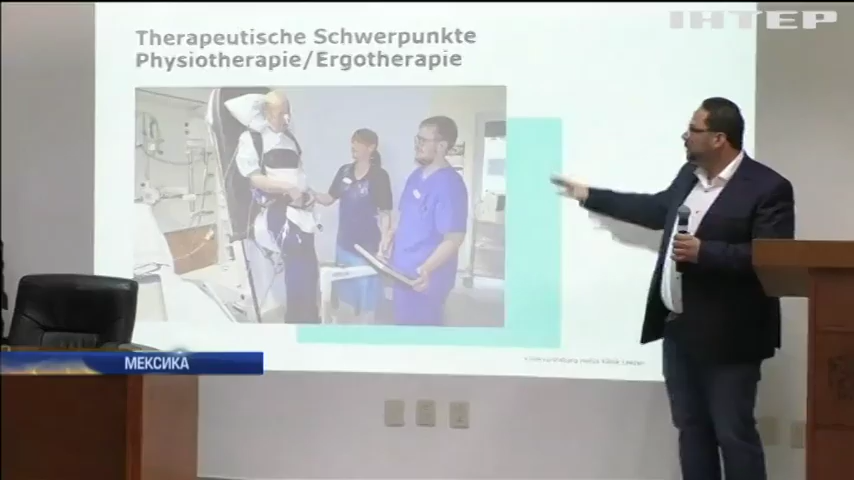 ІНТЕР
Therapeutische Schwerpunkte
Physiotherapie/Ergotherapie
МЕКСИКА